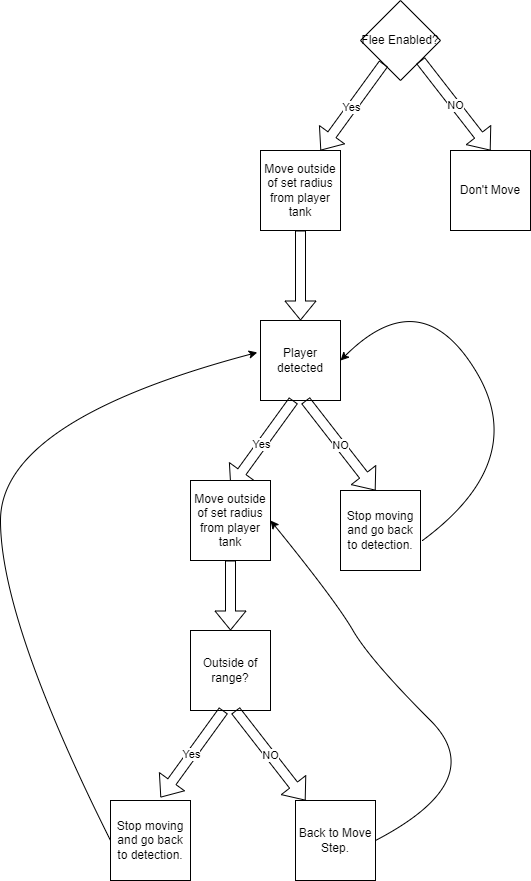 Flee Enabled?
Yes
NO
Move outside
of set radius
from player
tank
Don't Move
Player
detected
Yes
NO
Move outside
of set radius
from player
tank
Stop moving
and go back
to detection.
Outside of
range?
Yes
NO
Stop moving
and go back
to detection.
Back to Move
Step.